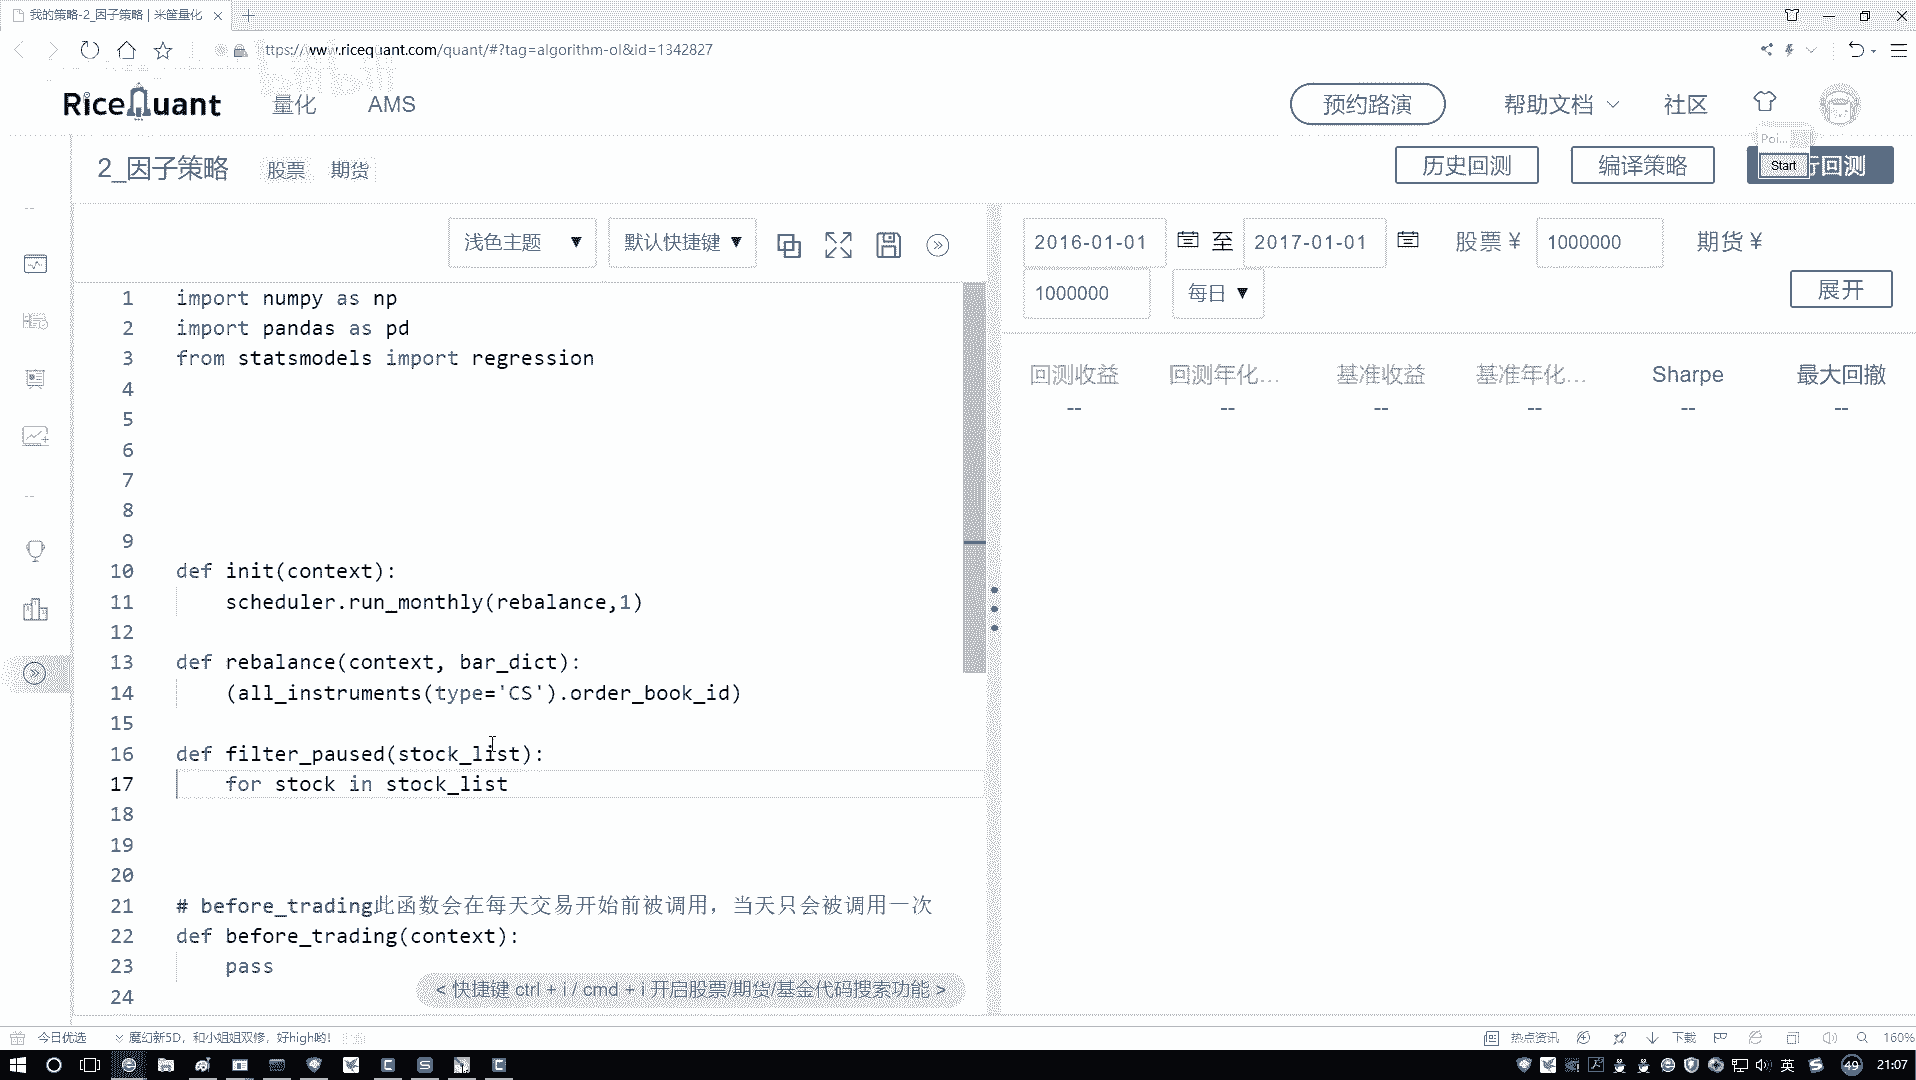 我的策略-2_因子策略 | 米筐量化
ttps://www.ricequant.com/quant/#?tag=algorithm-ol&id=1342827
RiceQuant 量化 AMS 预约路演 帮助文档 社区
Poi...
2_因子策略 股票 期货 历史回测 编译策略 Start 行回测
浅色主题 ▼ 默认快捷键 ▼
2016-01-01 至 2017-01-01 股票 ¥ 1000000 期货 ¥
1000000 每日 ▼ 展开
回测收益 回测年化... 基准收益 基准年化... Sharpe 最大回撤
-- -- -- -- -- --
1 import numpy as np
2 import pandas as pd
3 from statsmodels import regression
4
5
6
7
8
9
10 def init(context):
11 scheduler.run_monthly(rebalance,1)
12
13 def rebalance(context, bar_dict):
14 (all_instruments(type='CS').order_book_id)
15
16 def filter_paused(stock_list):
17 for stock in stock_list
18
19
20
21 # before_trading此函数会在每天交易开始前被调用，当天只会被调用一次
22 def before_trading(context):
23 pass
24
< 快捷键 ctrl + i / cmd + i 开启股票/期货/基金代码搜索功能 >
今日优选 魔幻新5D，和小姐姐双修，好high哟! 热点资讯 下载 160%
英 49 21:07